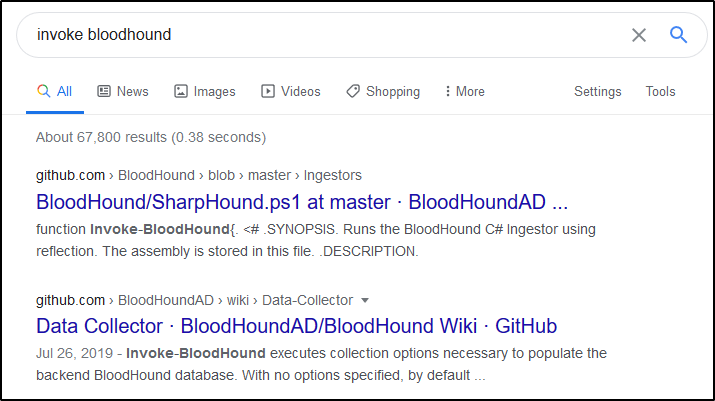 invoke bloodhound
All News Images Videos Shopping More Settings Tools
About 67,800 results (0.38 seconds)
github.com › BloodHound › blob › master › Ingestors
BloodHound/SharpHound.ps1 at master · BloodHoundAD ...
function Invoke-BloodHound{. <# .SYNOPSIS. Runs the BloodHound C# Ingestor using
reflection. The assembly is stored in this file. .DESCRIPTION.
github.com › BloodHoundAD › wiki › Data-Collector
Data Collector · BloodHoundAD/BloodHound Wiki · GitHub
Jul 26, 2019 - Invoke-BloodHound executes collection options necessary to populate the
backend BloodHound database. With no options specified, by default ...